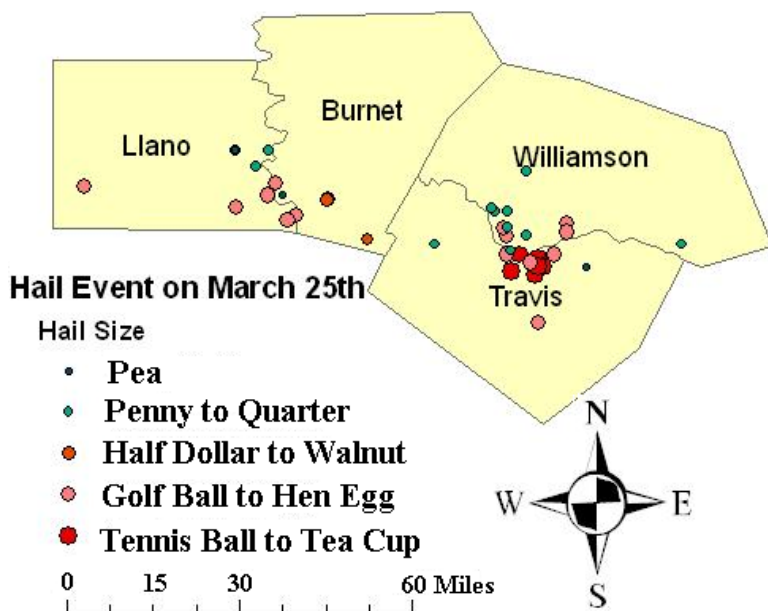 Burnet
Llano
Williamson
Travis
Hail Event on March 25th
Hail Size
Pea
Penny to Quarter
Half Dollar to Walnut
Golf Ball to Hen Egg
Tennis Ball to Tea Cup
0 15 30 60 Miles
N
W E
S